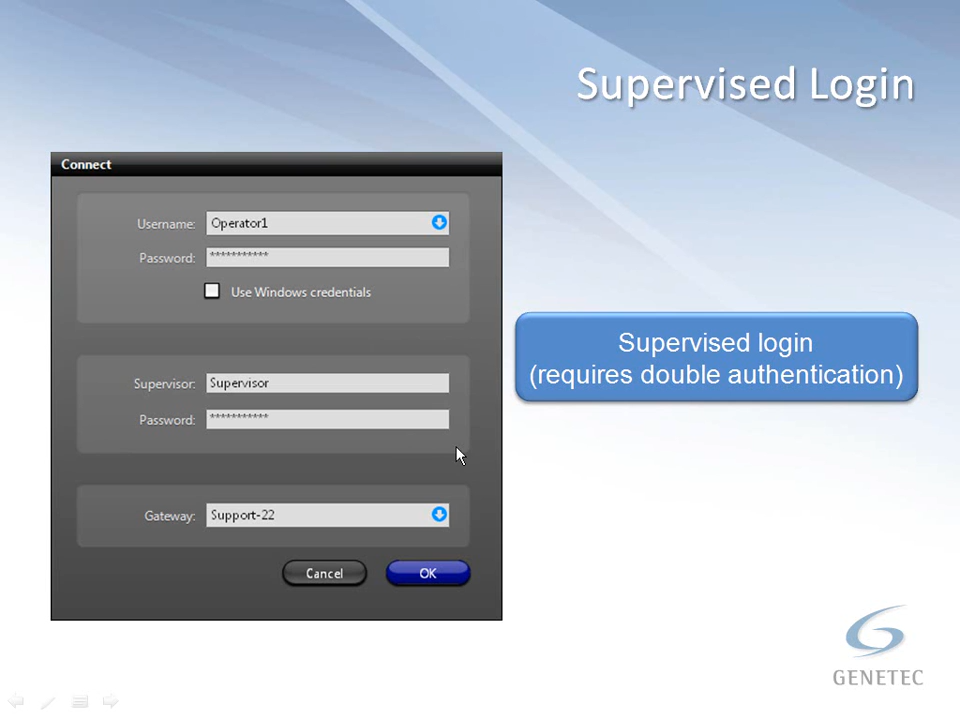 Supervised Login
Connect
Username: Operator1
Password: ***********
Use Windows credentials
Supervisor: Supervisor
Password: ***********
Gateway: Support-22
Cancel OK
Supervised login
(requires double authentication)
GENETEC